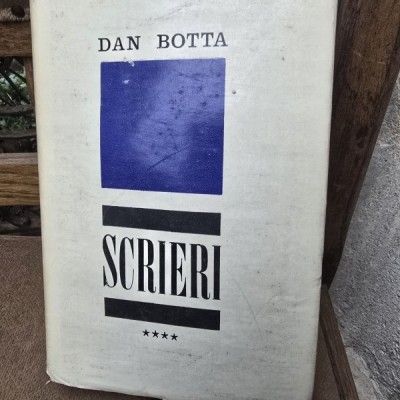 DAN BOTTA
SCRIERI
****